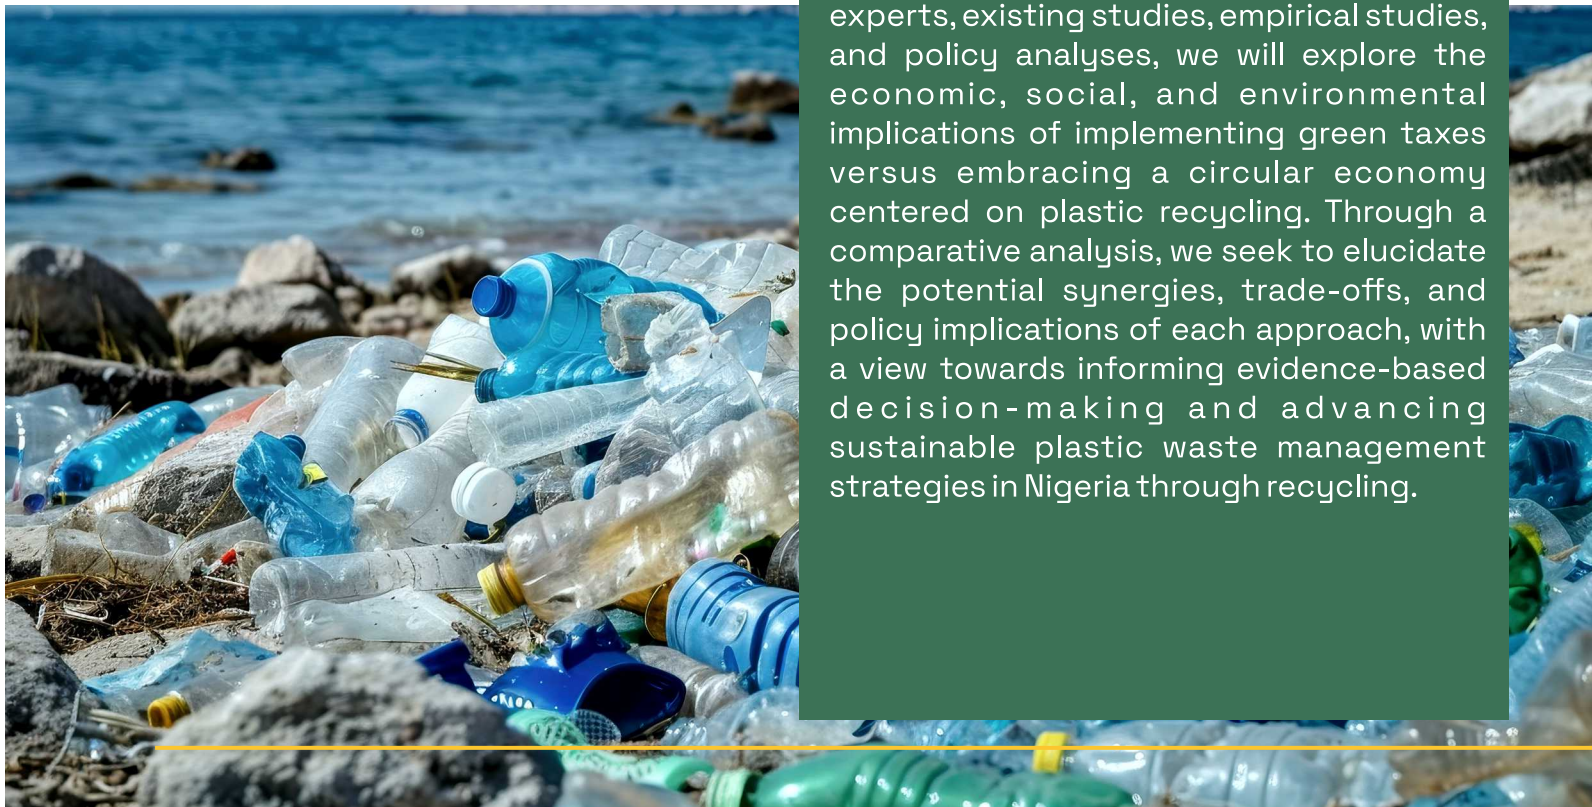 experts, existing studies, empirical studies,
and policy analyses, we will explore the
economic, social, and environmental
implications of implementing green taxes
versus embracing a circular economy
centered on plastic recycling. Through a
comparative analysis, we seek to elucidate
the potential synergies, trade-offs, and
policy implications of each approach, with
a view towards informing evidence-based
decision-making and advancing
sustainable plastic waste management
strategies in Nigeria through recycling.